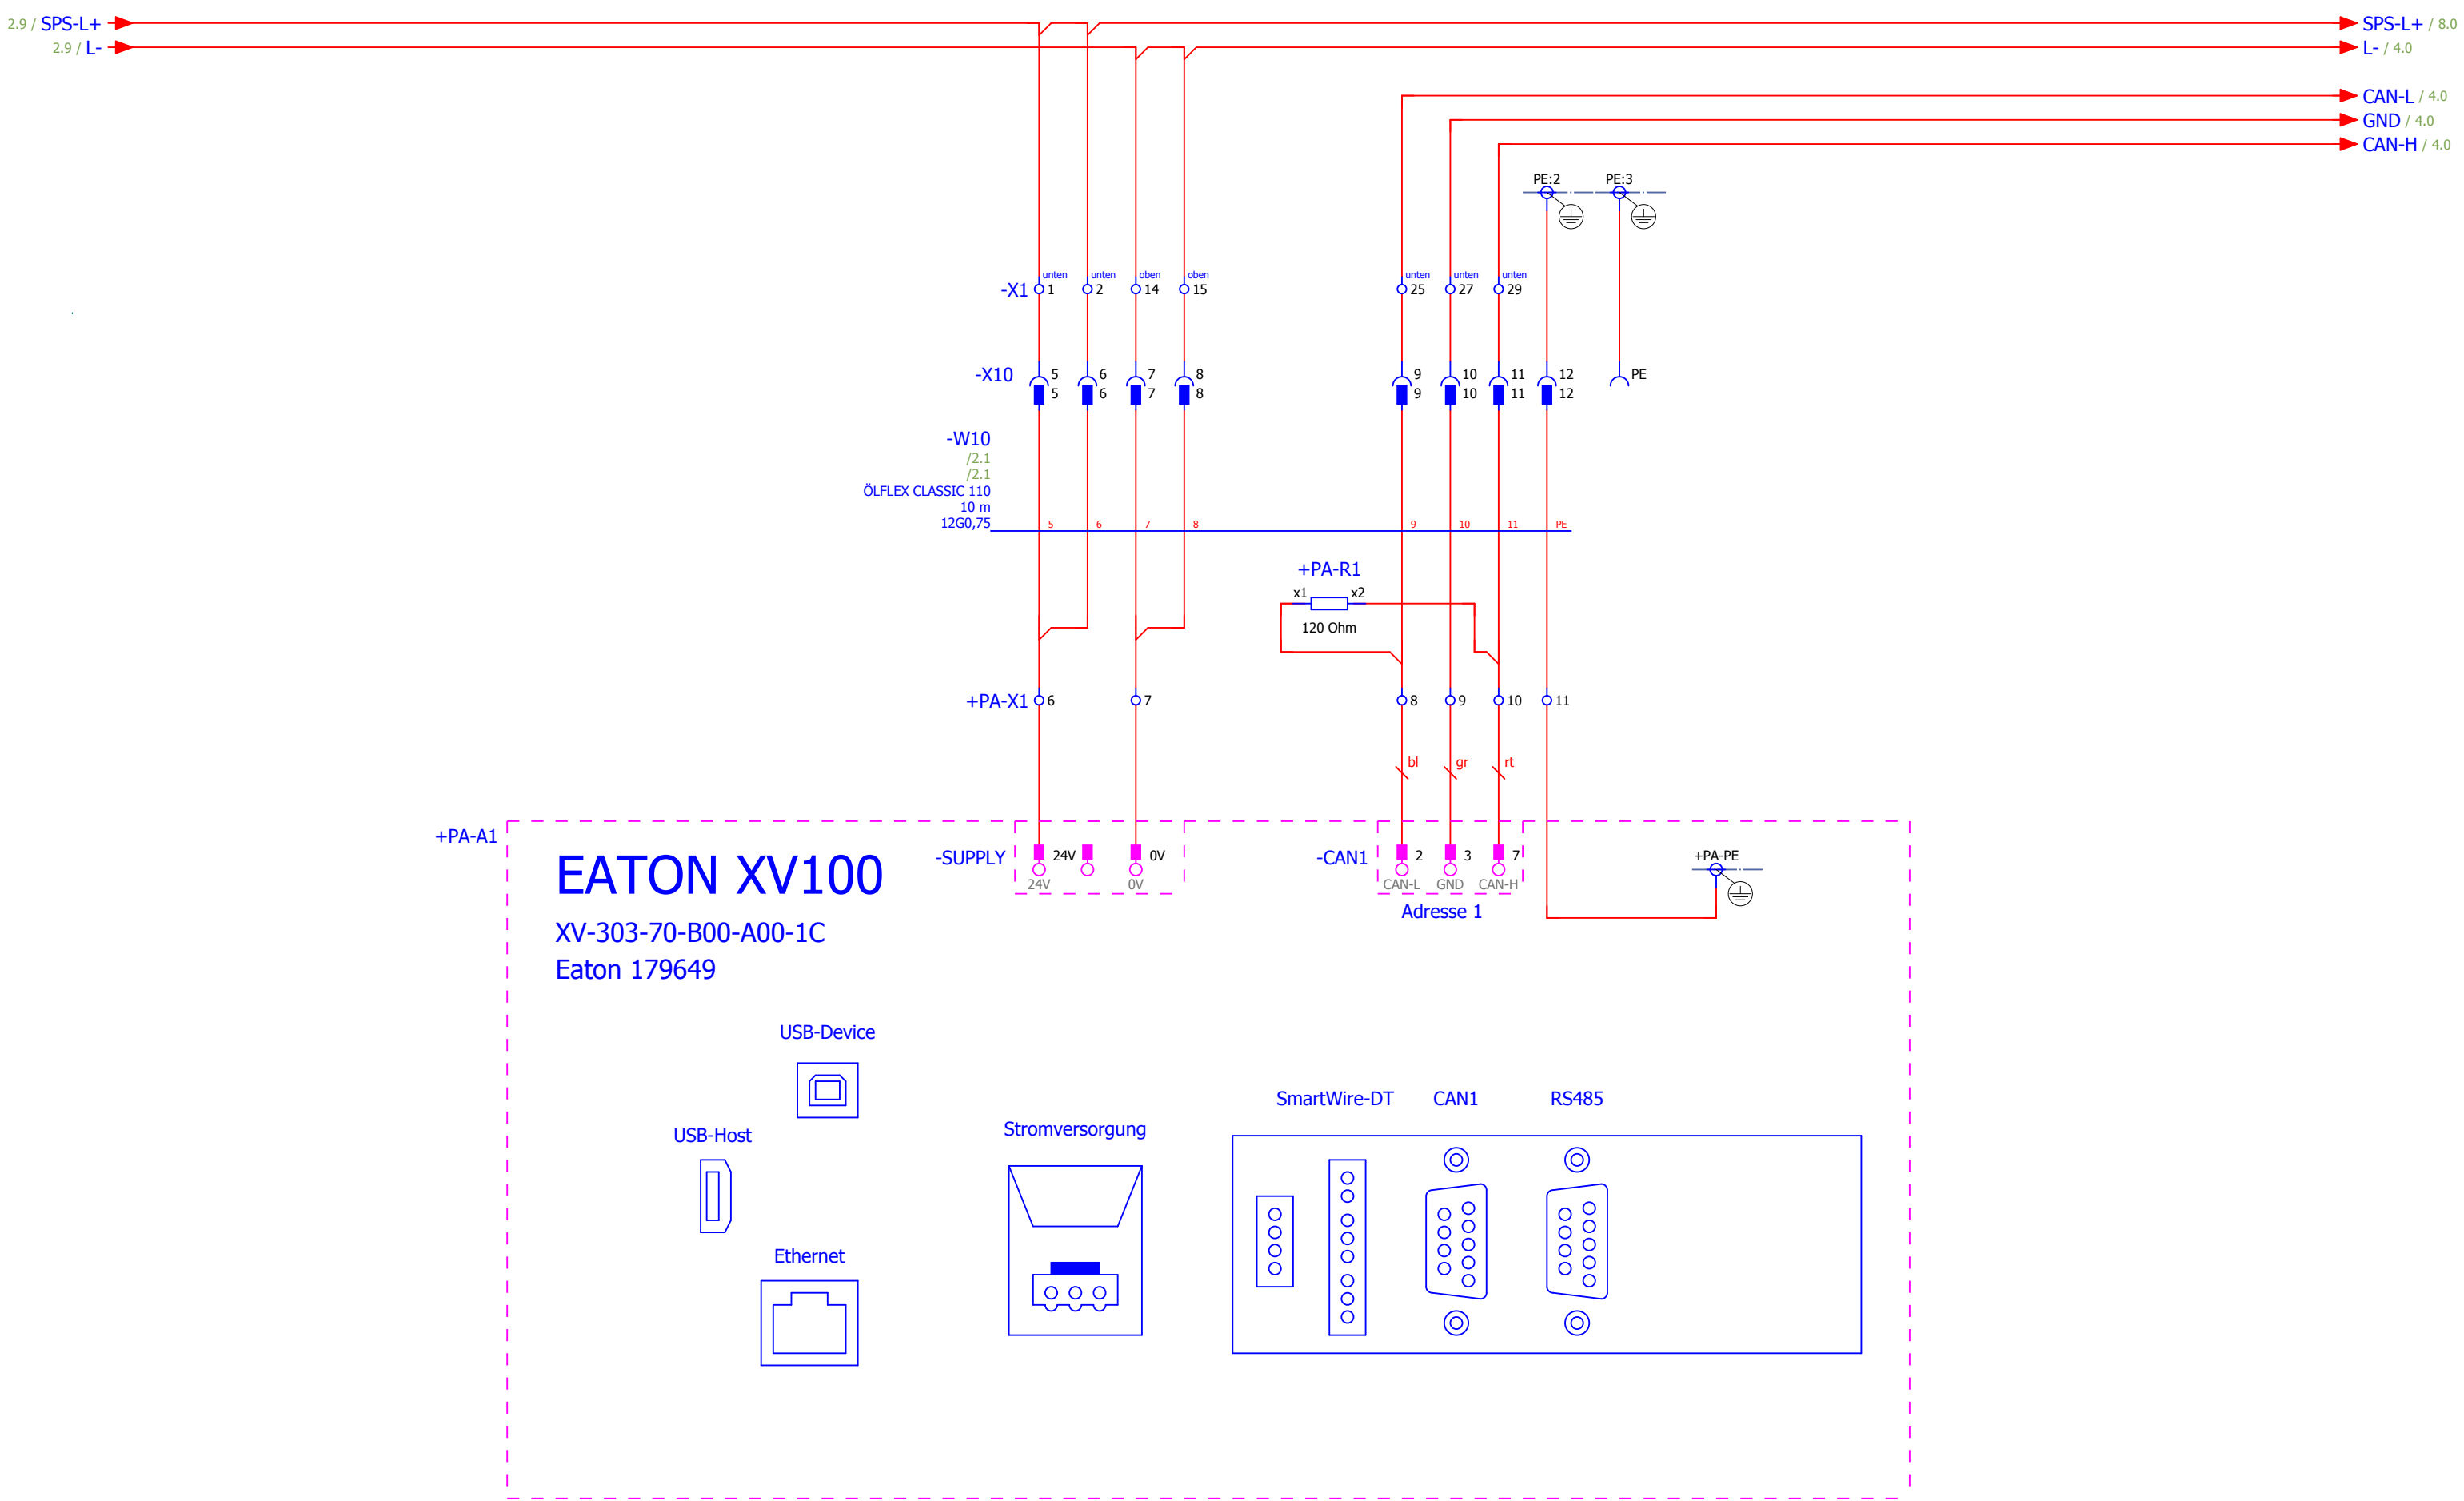 2.9 / SPS-L+
SPS-L+ / 8.0
2.9 / L-
L- / 4.0
CAN-L / 4.0
GND / 4.0
CAN-H / 4.0
PE:2 PE:3
unten unten oben oben unten unten unten
-X1 1 2 14 15 25 27 29
-X10 5 6 7 8 9 10 11 12 PE
5 6 7 8 9 10 11 12
-W10
/2.1
/2.1
ÖLFLEX CLASSIC 110
10 m
12G0,75 5 6 7 8 9 10 11 PE
+PA-R1
x1 x2
120 Ohm
+PA-X1 6 7 8 9 10 11
bl gr rt
+PA-A1
-SUPPLY 24V 0V
24V 0V
-CAN1 2 3 7
CAN-L GND CAN-H
Adresse 1
+PA-PE
EATON XV100
XV-303-70-B00-A00-1C
Eaton 179649
USB-Device
USB-Host
Ethernet
Stromversorgung
SmartWire-DT CAN1 RS485